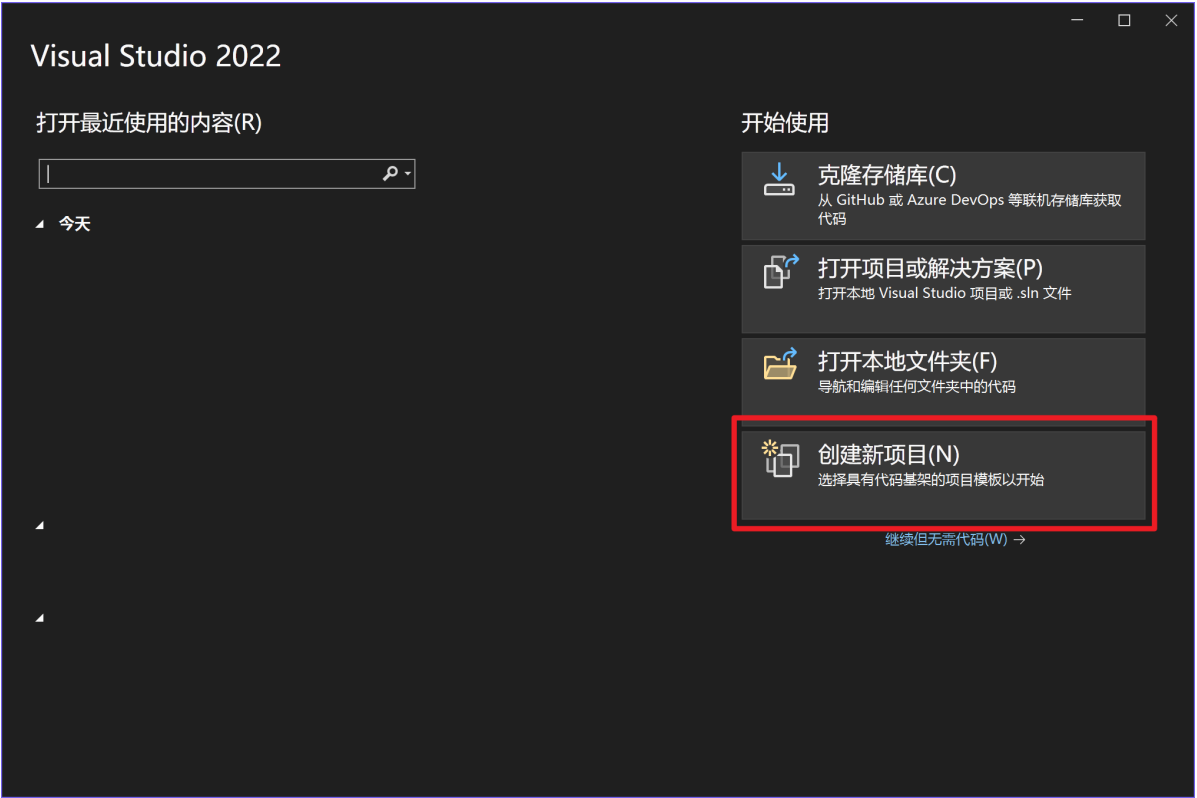 Visual Studio 2022
打开最近使用的内容(R)
今天
开始使用
克隆存储库(C)
从 GitHub 或 Azure DevOps 等联机存储库获取
代码
打开项目或解决方案(P)
打开本地 Visual Studio 项目或 .sln 文件
打开本地文件夹(F)
导航和编辑任何文件夹中的代码
创建新项目(N)
选择具有代码基架的项目模板以开始
继续但无需代码(W) →